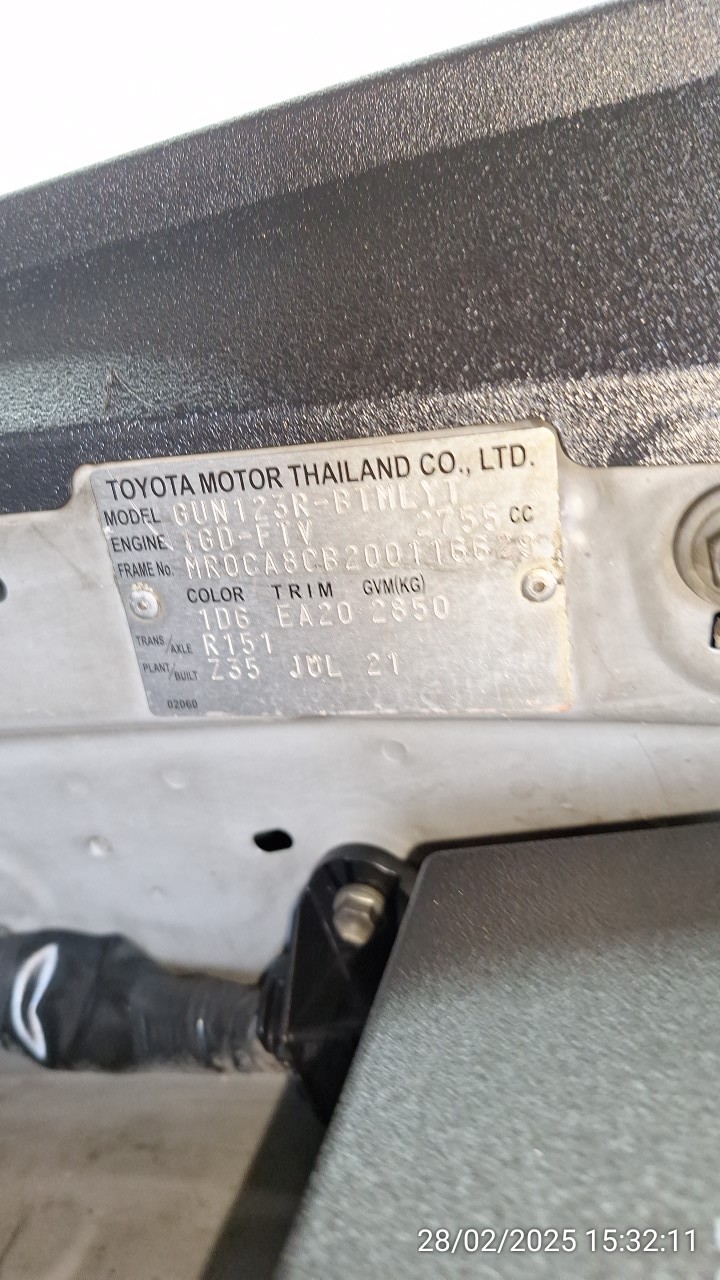 TOYOTA MOTOR THAILAND CO., LTD.
MODEL GUN123R-BTMLYT
ENGINE 1GD-FTV 2755 CC
FRAME No. MR0CA8CB200116629
COLOR TRIM GVM(KG)
1D6 EA20 2850
TRANS/AXLE R151
PLANT/BUILT Z35 JUL 21
02060
28/02/2025 15:32:11